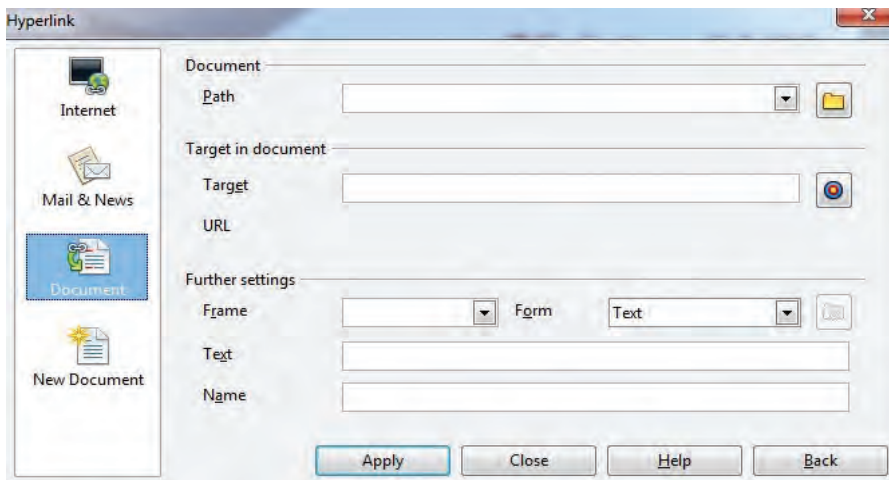 Hyperlink
Internet
Mail & News
Document
New Document
Document
Path
Target in document
Target
URL
Further settings
Frame
Form
Text
Text
Name
Apply
Close
Help
Back